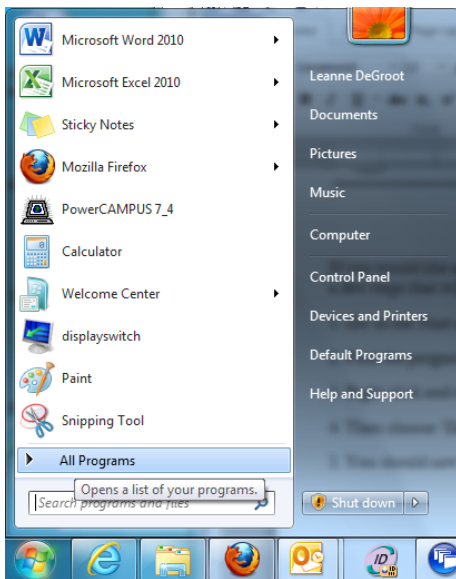 Microsoft Word 2010
Microsoft Excel 2010
Sticky Notes
Mozilla Firefox
PowerCAMPUS 7_4
Calculator
Welcome Center
displayswitch
Paint
Snipping Tool
All Programs
Opens a list of your programs.
Search programs and files
Leanne DeGroot
Documents
Pictures
Music
Computer
Control Panel
Devices and Printers
Default Programs
Help and Support
Shut down